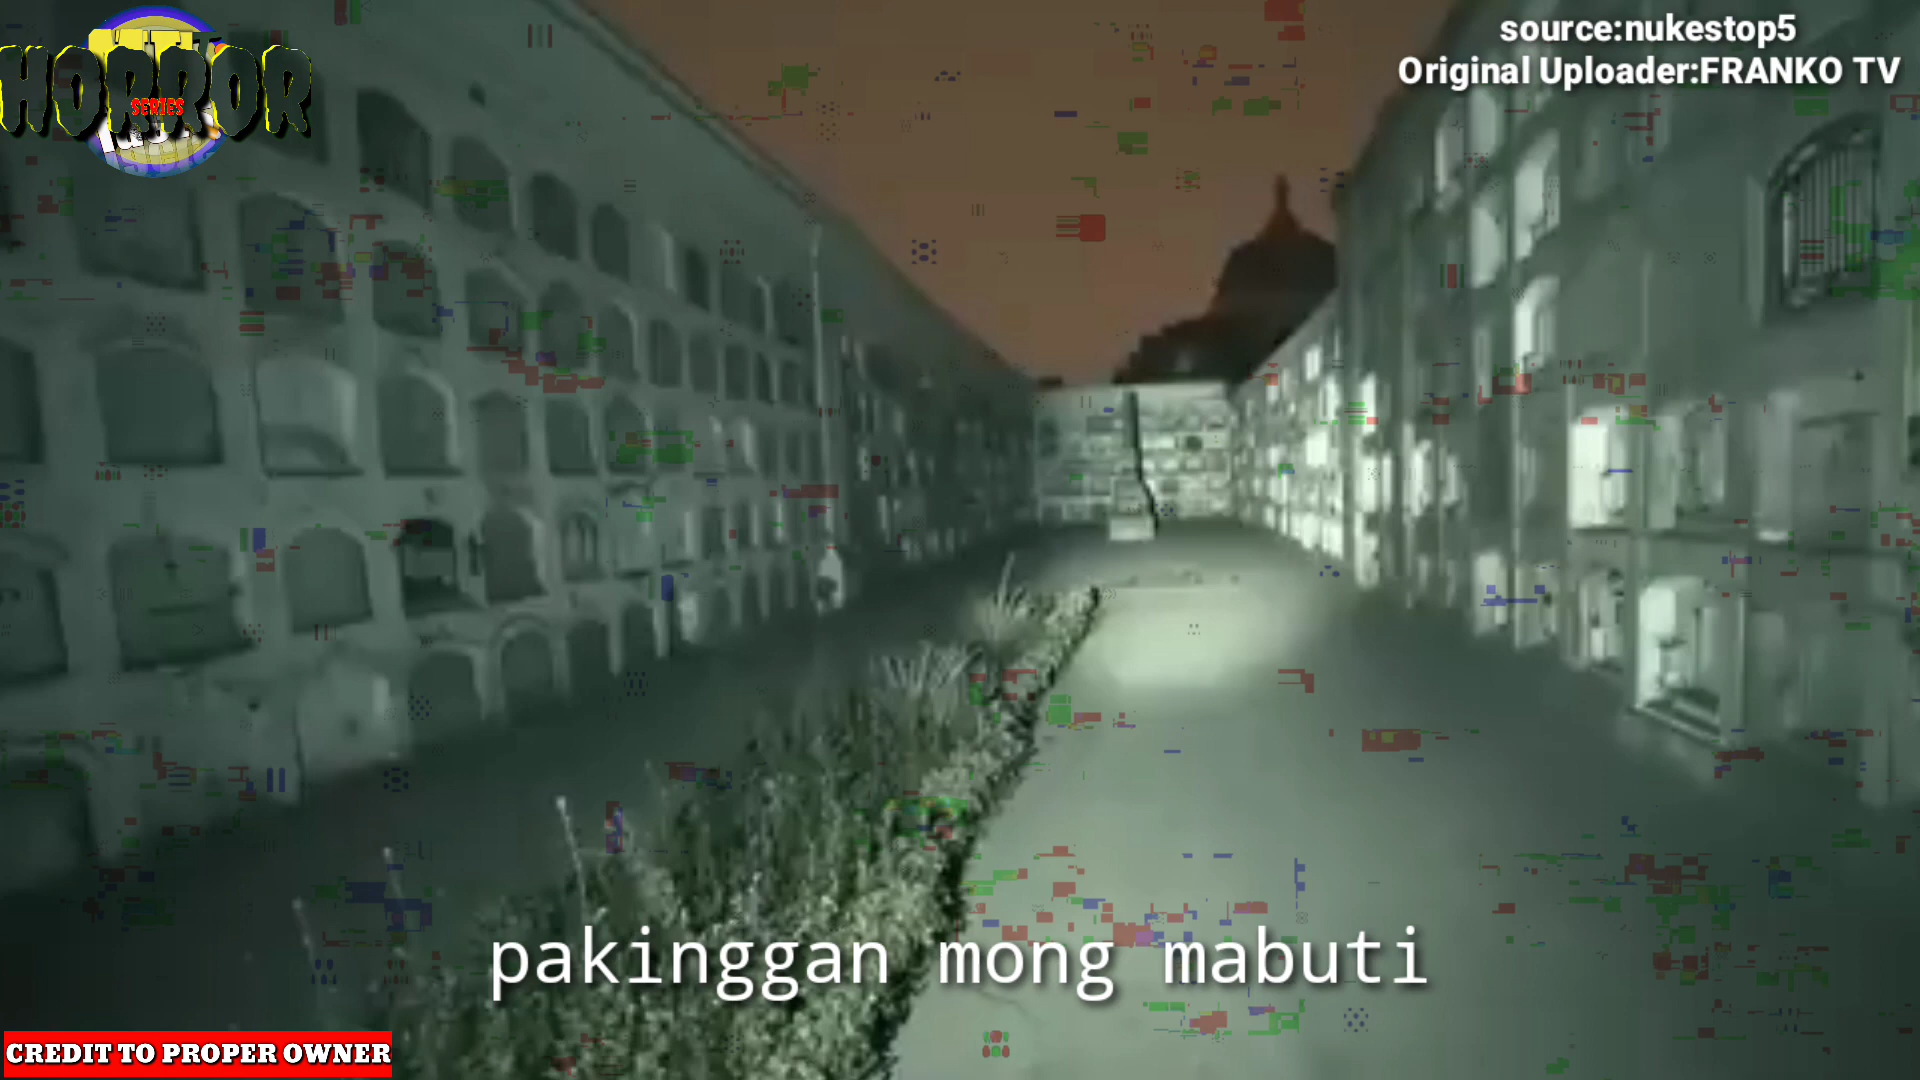 source:nukestop5
Original Uploader:FRANKO TV
HORROR
SERIES
pakinggan mong mabuti
CREDIT TO PROPER OWNER